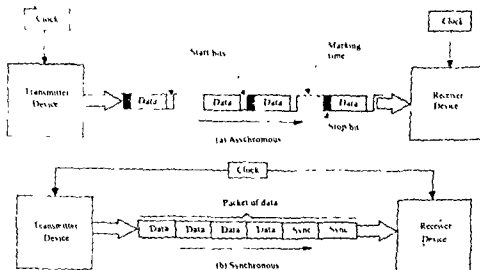 Clock
Clock
Start bits
Marking
time
Transmitter
Device
Data
Data
Data
Data
Receiver
Device
Stop bit
(a) Asychronous
Clock
Packet of data
Transmitter
Device
Data
Data
Data
Data
Sync
Sync
Receiver
Device
(b) Synchronous